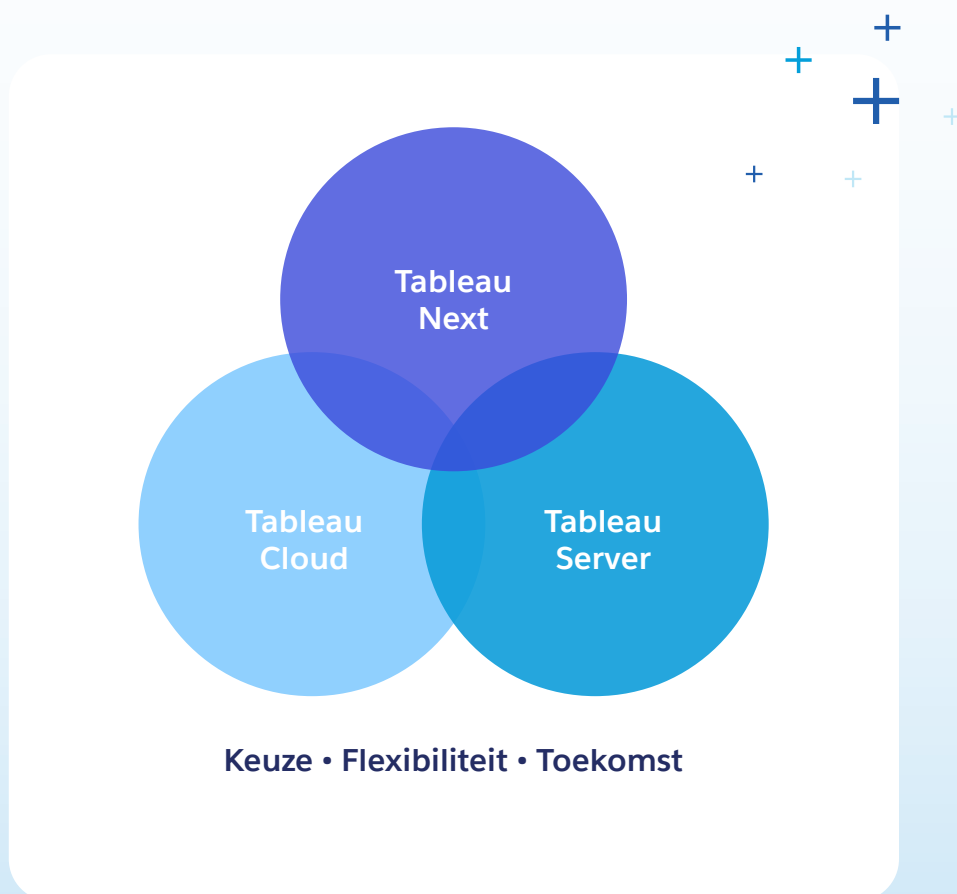 Tableau
Next
Tableau
Cloud
Tableau
Server
Keuze • Flexibiliteit • Toekomst